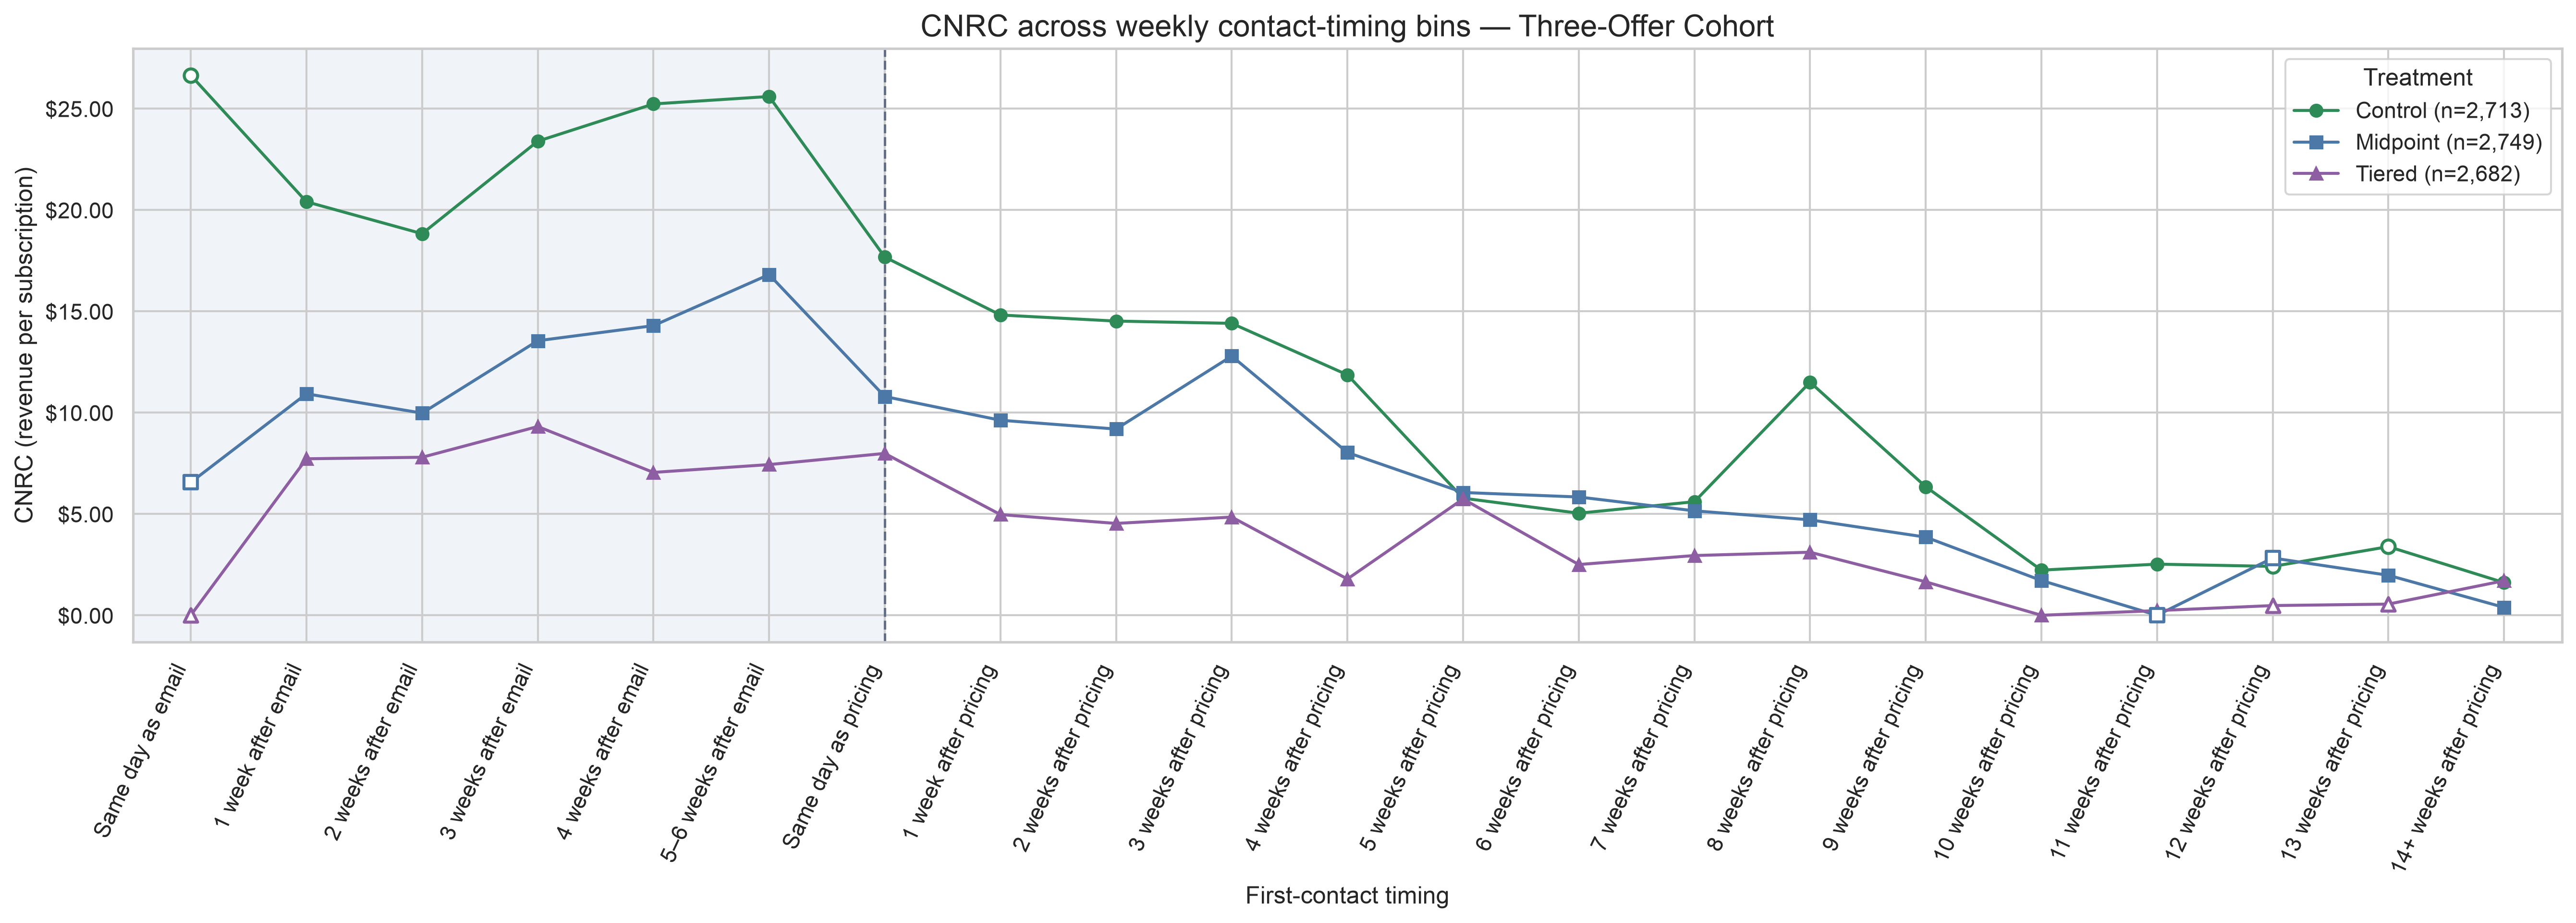 CNRC across weekly contact-timing bins — Three-Offer Cohort
Treatment
Control (n=2,713)
Midpoint (n=2,749)
Tiered (n=2,682)
CNRC (revenue per subscription)
$25.00
$20.00
$15.00
$10.00
$5.00
$0.00
Same day as email
1 week after email
2 weeks after email
3 weeks after email
4 weeks after email
5–6 weeks after email
Same day as pricing
1 week after pricing
2 weeks after pricing
3 weeks after pricing
4 weeks after pricing
5 weeks after pricing
6 weeks after pricing
7 weeks after pricing
8 weeks after pricing
9 weeks after pricing
10 weeks after pricing
11 weeks after pricing
12 weeks after pricing
13 weeks after pricing
14+ weeks after pricing
First-contact timing